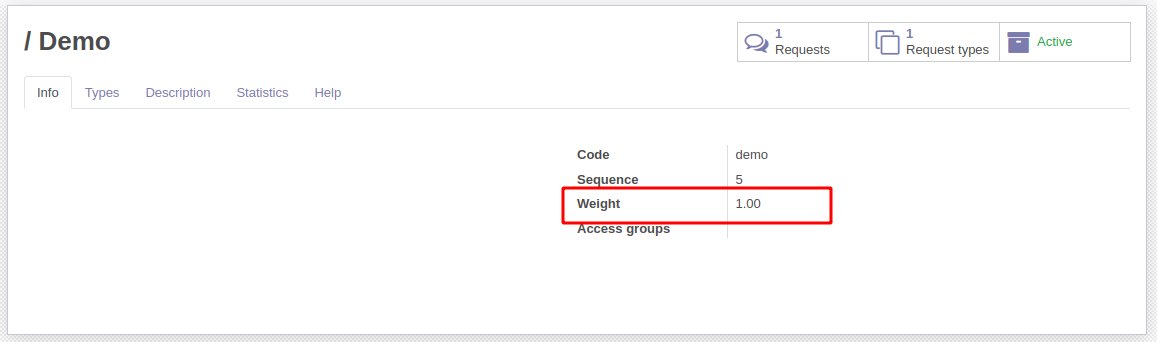 / Demo
1
Requests
1
Request types
Active
Info Types Description Statistics Help
Code demo
Sequence 5
Weight 1.00
Access groups